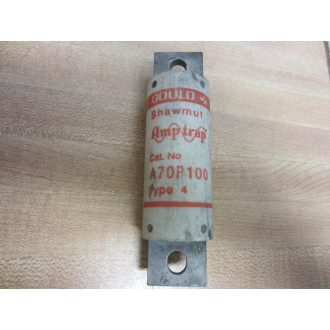 GOULD
Shawmut
Amp-trap
Cat. No
A70P100
Type 4